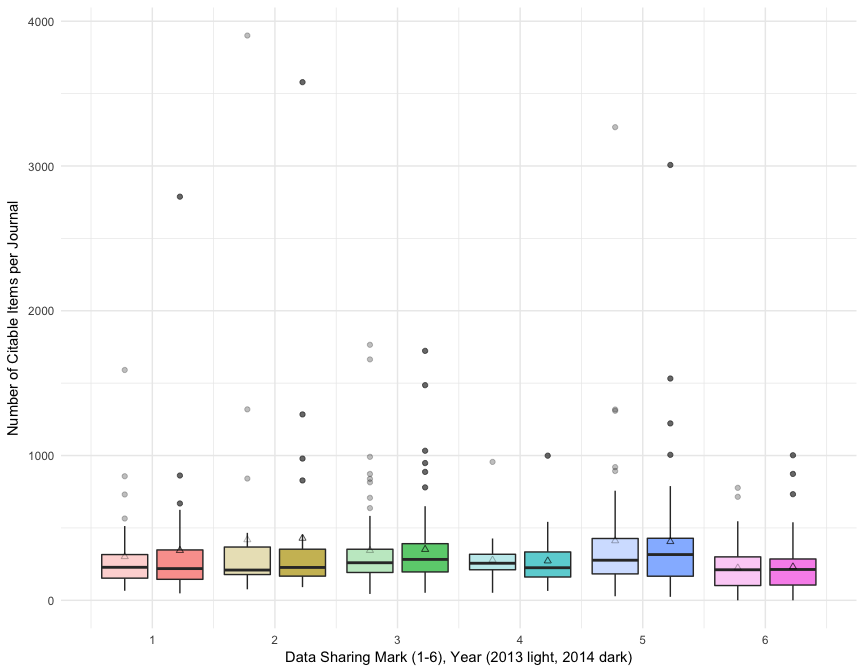 4000
3000
2000
1000
0
Number of Citable Items per Journal
1 2 3 4 5 6
Data Sharing Mark (1-6), Year (2013 light, 2014 dark)